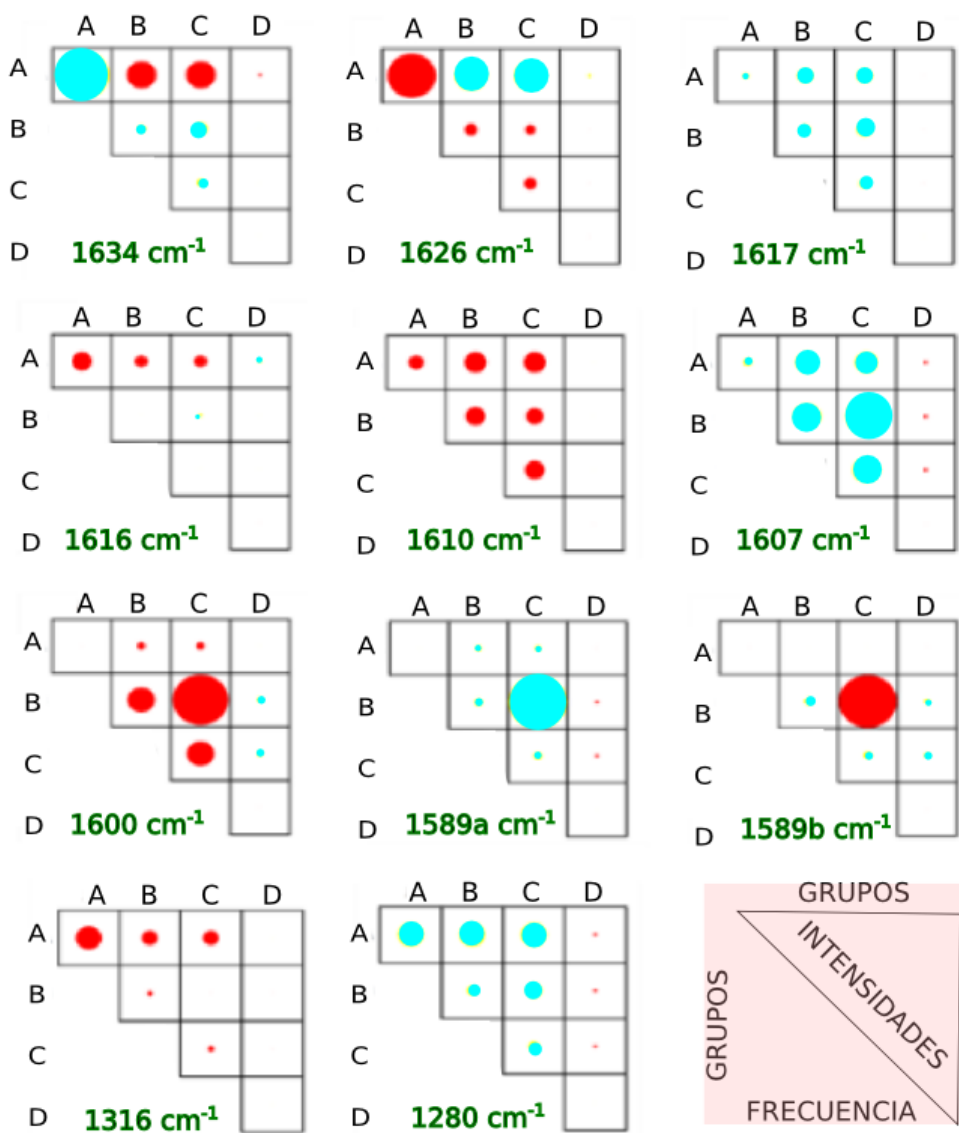 A B C D
A
B
C
D
1634 cm-1
A B C D
A
B
C
D
1626 cm-1
A B C D
A
B
C
D
1617 cm-1
A B C D
A
B
C
D
1616 cm-1
A B C D
A
B
C
D
1610 cm-1
A B C D
A
B
C
D
1607 cm-1
A B C D
A
B
C
D
1600 cm-1
A B C D
A
B
C
D
1589a cm-1
A B C D
A
B
C
D
1589b cm-1
A B C D
A
B
C
D
1316 cm-1
A B C D
A
B
C
D
1280 cm-1
GRUPOS
INTENSIDADES
GRUPOS
FRECUENCIA